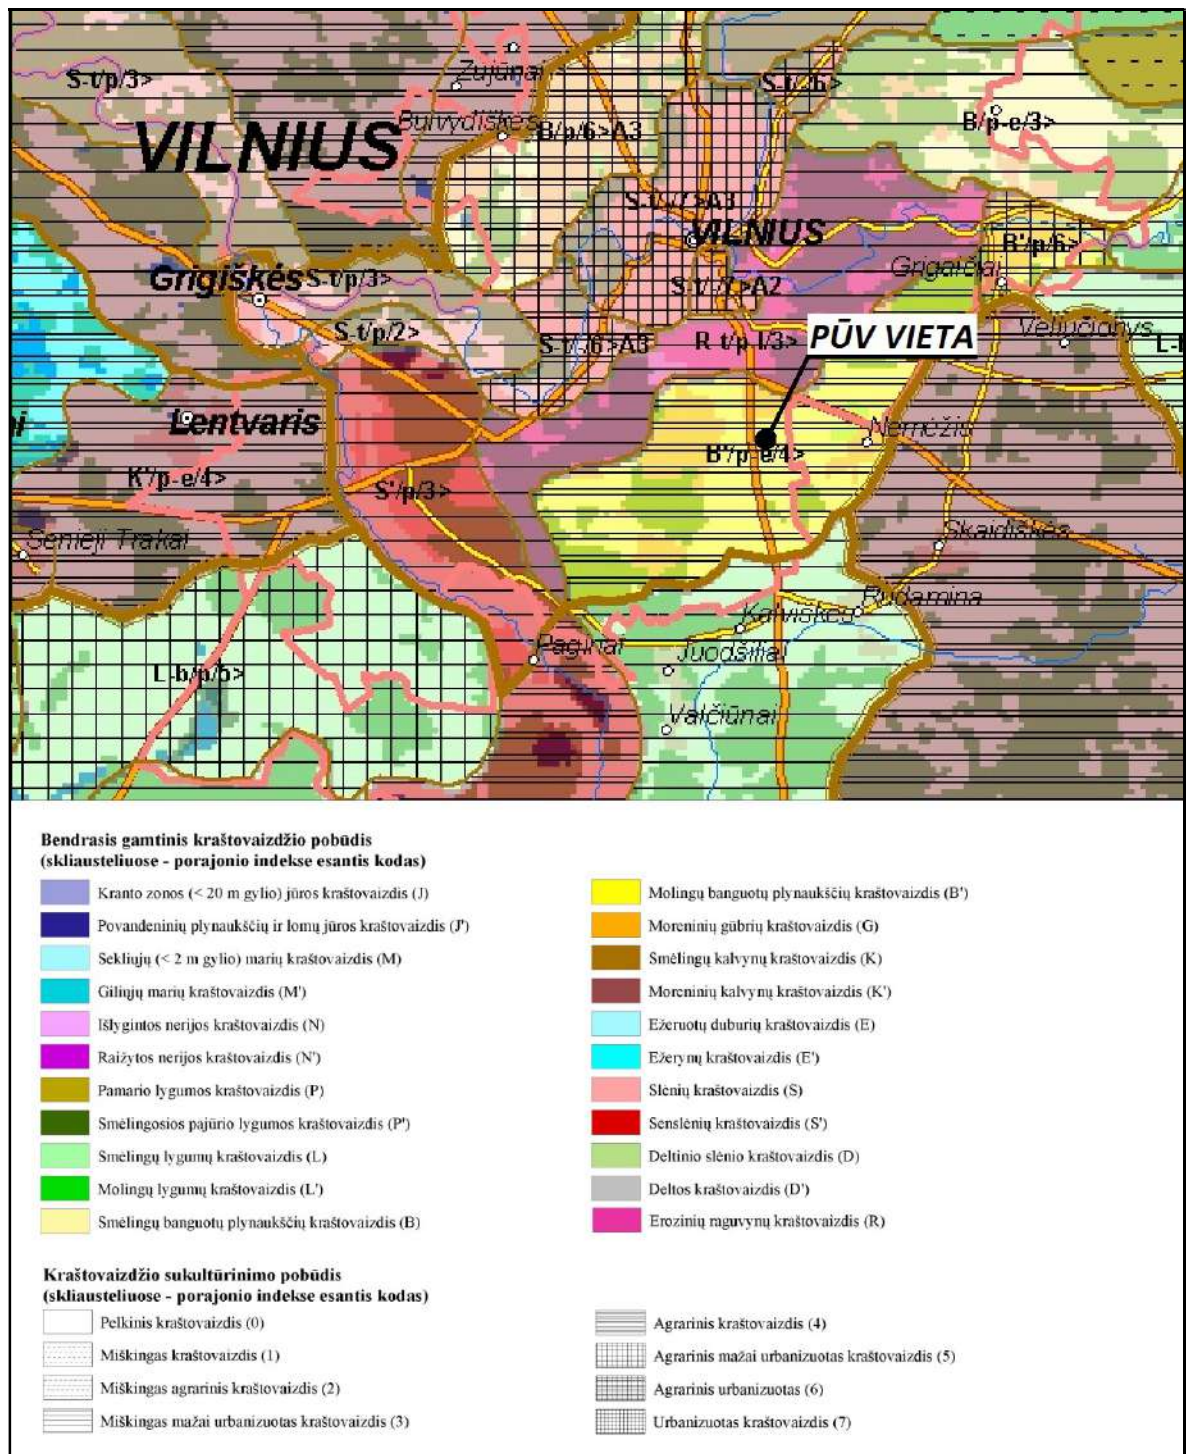 S-t/p/3>
Zujūnai
Buivydiškės
VILNIUS
B/p/6>A3
S-t/-/6>
B/p-e/3>
S-t/-/7>A3
VILNIUS
R'/p/6>
Grigaičiai
Grigiškės
S-t/p/3>
S-t/-/7>A2
S-t/p/2>
S-t/-/6>A3
R-t/p-l/3>
PŪV VIETA
Veliučionys
L-
Lentvaris
Nemėžis
B'/p-e/4>
K'/p-e/4>
S'/p/3>
Senieji Trakai
Skaidiškės
Rudamina
Kalviškės
Pagiriai
Juodšiliai
L-b/p/5>
Valčiūnai
Bendrasis gamtinis kraštovaizdžio pobūdis
(skliausteliuose - porajonio indekse esantis kodas)
Kranto zonos (< 20 m gylio) jūros kraštovaizdis (J)
Povandeninių plynaukščių ir lomų jūros kraštovaizdis (J')
Sekliųjų (< 2 m gylio) marių kraštovaizdis (M)
Giliųjų marių kraštovaizdis (M')
Išlygintos nerijos kraštovaizdis (N)
Raižytos nerijos kraštovaizdis (N')
Pamario lygumos kraštovaizdis (P)
Smėlingosios pajūrio lygumos kraštovaizdis (P')
Smėlingų lygumų kraštovaizdis (L)
Molingų lygumų kraštovaizdis (L')
Smėlingų banguotų plynaukščių kraštovaizdis (B)
Molingų banguotų plynaukščių kraštovaizdis (B')
Moreninių gūbrių kraštovaizdis (G)
Smėlingų kalvynų kraštovaizdis (K)
Moreninių kalvynų kraštovaizdis (K')
Ežeruotų duburių kraštovaizdis (E)
Ežerynų kraštovaizdis (E')
Slėnių kraštovaizdis (S)
Senslėnių kraštovaizdis (S')
Deltinio slėnio kraštovaizdis (D)
Deltos kraštovaizdis (D')
Erozinių raguvynų kraštovaizdis (R)
Kraštovaizdžio sukultūrinimo pobūdis
(skliausteliuose - porajonio indekse esantis kodas)
Pelkinis kraštovaizdis (0)
Miškingas kraštovaizdis (1)
Miškingas agrarinis kraštovaizdis (2)
Miškingas mažai urbanizuotas kraštovaizdis (3)
Agrarinis kraštovaizdis (4)
Agrarinis mažai urbanizuotas kraštovaizdis (5)
Agrarinis urbanizuotas (6)
Urbanizuotas kraštovaizdis (7)